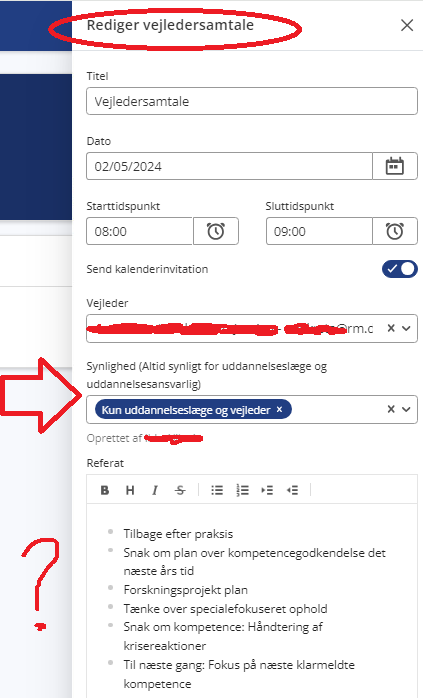 Rediger vejledersamtale
Titel
Vejledersamtale
Dato
02/05/2024
Starttidspunkt
Sluttidspunkt
08:00
09:00
Send kalenderinvitation
Vejleder
@rm.c
Synlighed (Altid synligt for uddannelseslæge og
uddannelsesansvarlig)
Kun uddannelseslæge og vejleder ×
Oprettet af
Referat
B H I S
Tilbage efter praksis
Snak om plan over kompetencegodkendelse det
næste års tid
Forskningsprojekt plan
Tænke over specialefokuseret ophold
Snak om kompetence: Håndtering af
krisereaktioner
Til næste gang: Fokus på næste klarmeldte
kompetence
?